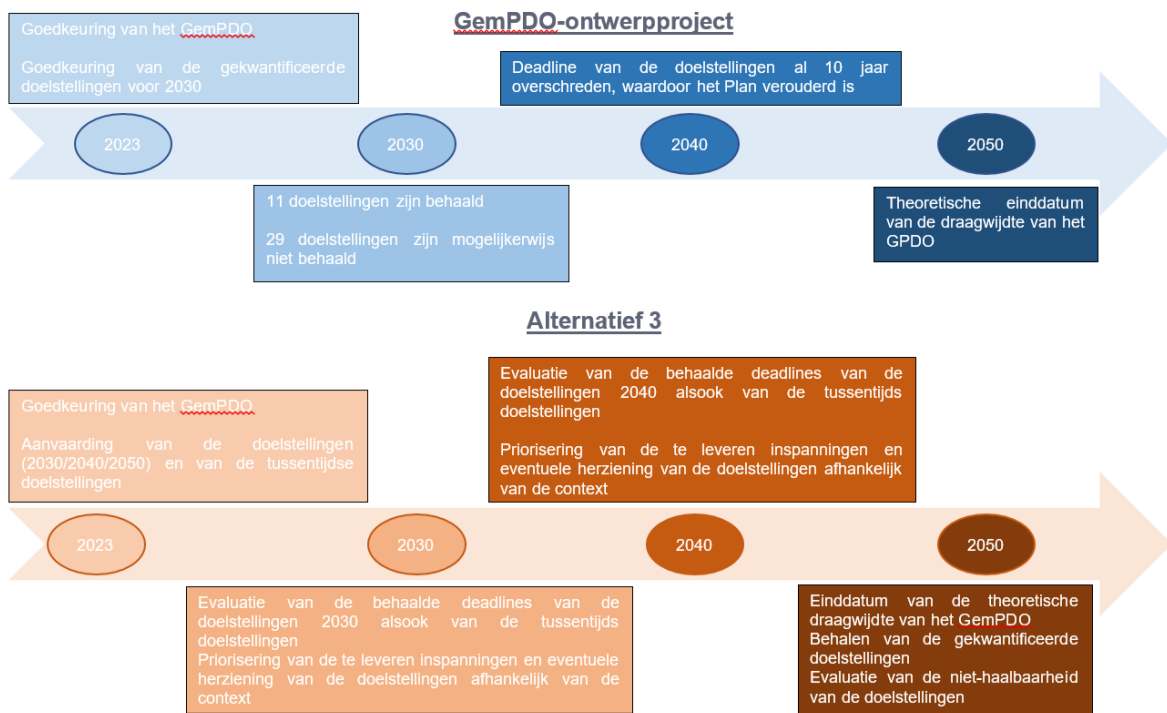 GemPDO-ontwerpproject
Goedkeuring van het GemPDO
Goedkeuring van de gekwantificeerde
doelstellingen voor 2030
Deadline van de doelstellingen al 10 jaar
overschreden, waardoor het Plan verouderd is
2023
2030
2040
2050
11 doelstellingen zijn behaald
29 doelstellingen zijn mogelijkerwijs
niet behaald
Theoretische einddatum
van de draagwijdte van het
GPDO
Alternatief 3
Goedkeuring van het GemPDO
Aanvaarding van de doelstellingen
(2030/2040/2050) en van de tussentijdse
doelstellingen
Evaluatie van de behaalde deadlines van de
doelstellingen 2040 alsook van de tussentijds
doelstellingen
Priorisering van de te leveren inspanningen en
eventuele herziening van de doelstellingen afhankelijk
van de context
2023
2030
2040
2050
Evaluatie van de behaalde deadlines van de
doelstellingen 2030 alsook van de tussentijds
doelstellingen
Priorisering van de te leveren inspanningen en eventuele
herziening van de doelstellingen afhankelijk van de
context
Einddatum van de theoretische
draagwijdte van het GemPDO
Behalen van de gekwantificeerde
doelstellingen
Evaluatie van de niet-haalbaarheid
van de doelstellingen